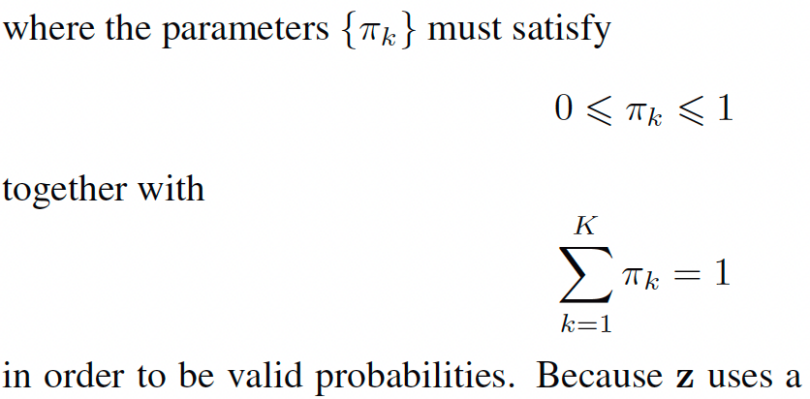 where the parameters {π_k} must satisfy
0 ⩽ π_k ⩽ 1
together with
\sum_{k=1}^{K} π_k = 1
in order to be valid probabilities. Because z uses a